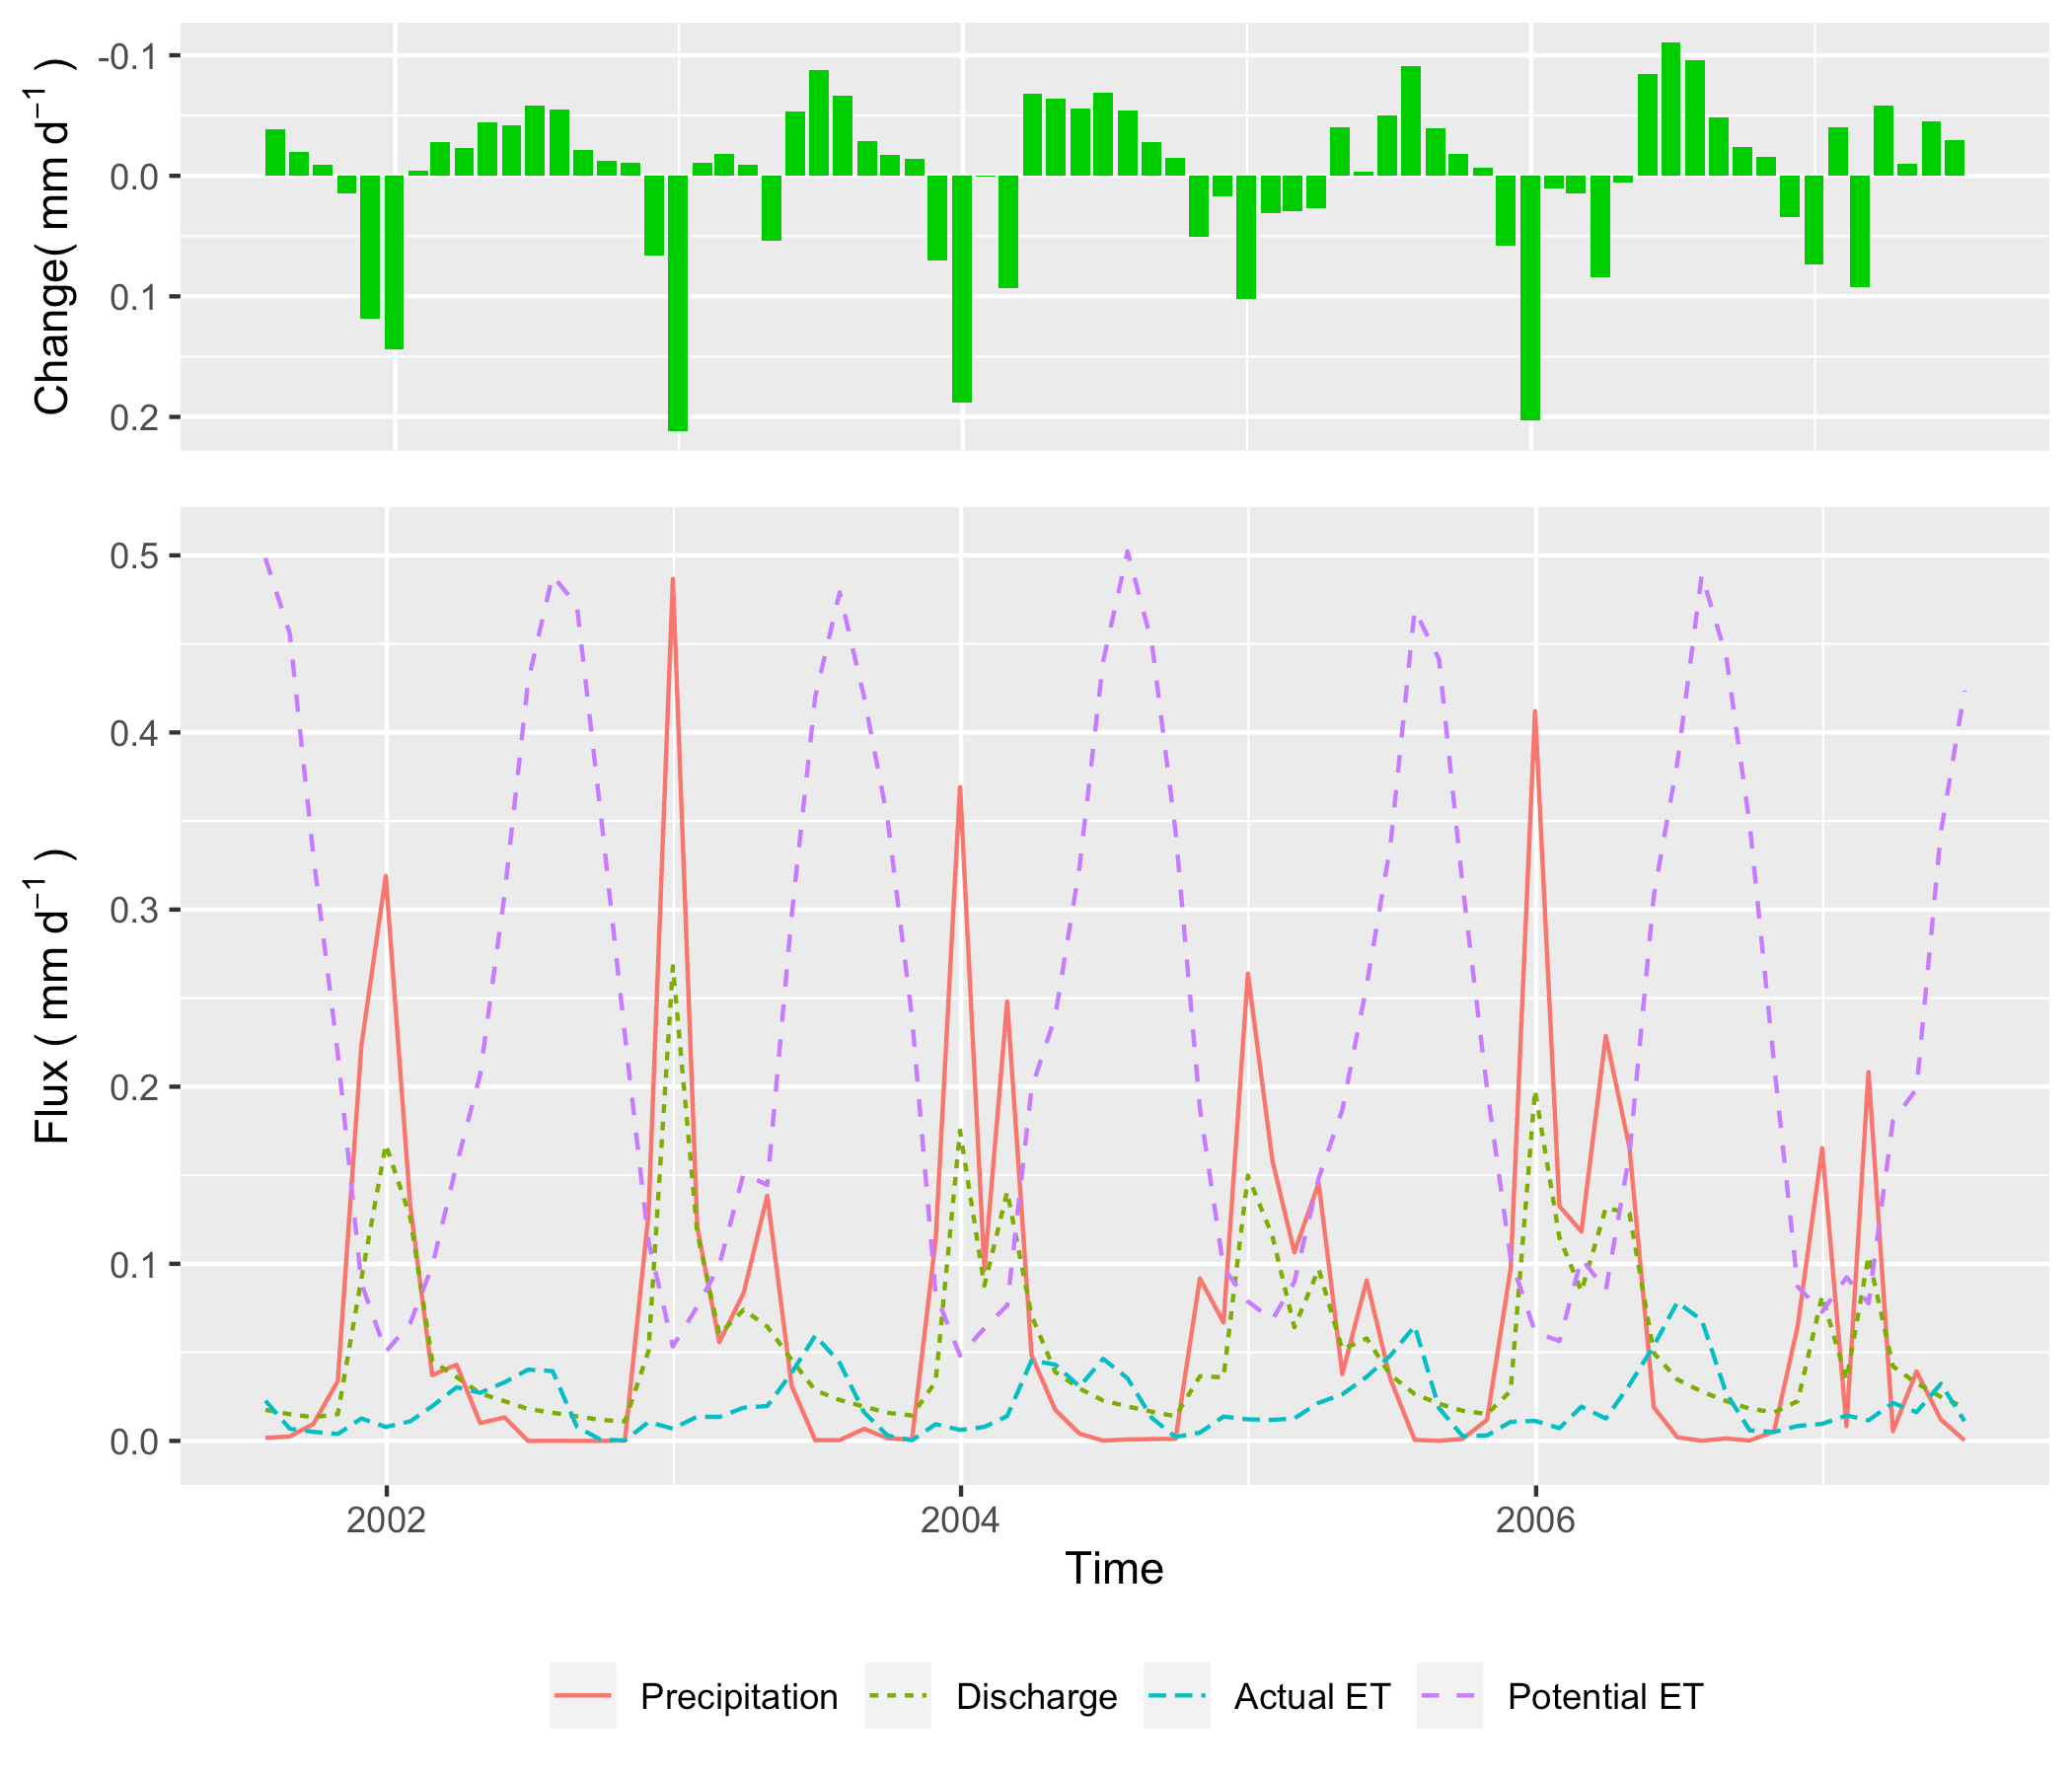 Change( mm d⁻¹ )
-0.1
0.0
0.1
0.2
Flux ( mm d⁻¹ )
0.5
0.4
0.3
0.2
0.1
0.0
2002 2004 2006
Time
Precipitation Discharge Actual ET Potential ET